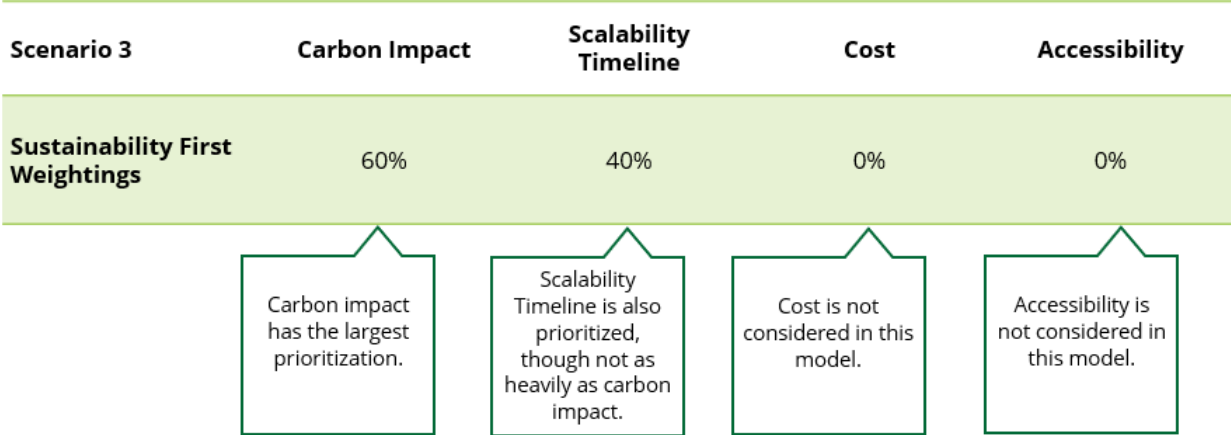 Scenario 3
Carbon Impact
Scalability
Timeline
Cost
Accessibility
Sustainability First
Weightings
60%
40%
0%
0%
Carbon impact
has the largest
prioritization.
Scalability
Timeline is also
prioritized,
though not as
heavily as carbon
impact.
Cost is not
considered in this
model.
Accessibility is
not considered in
this model.